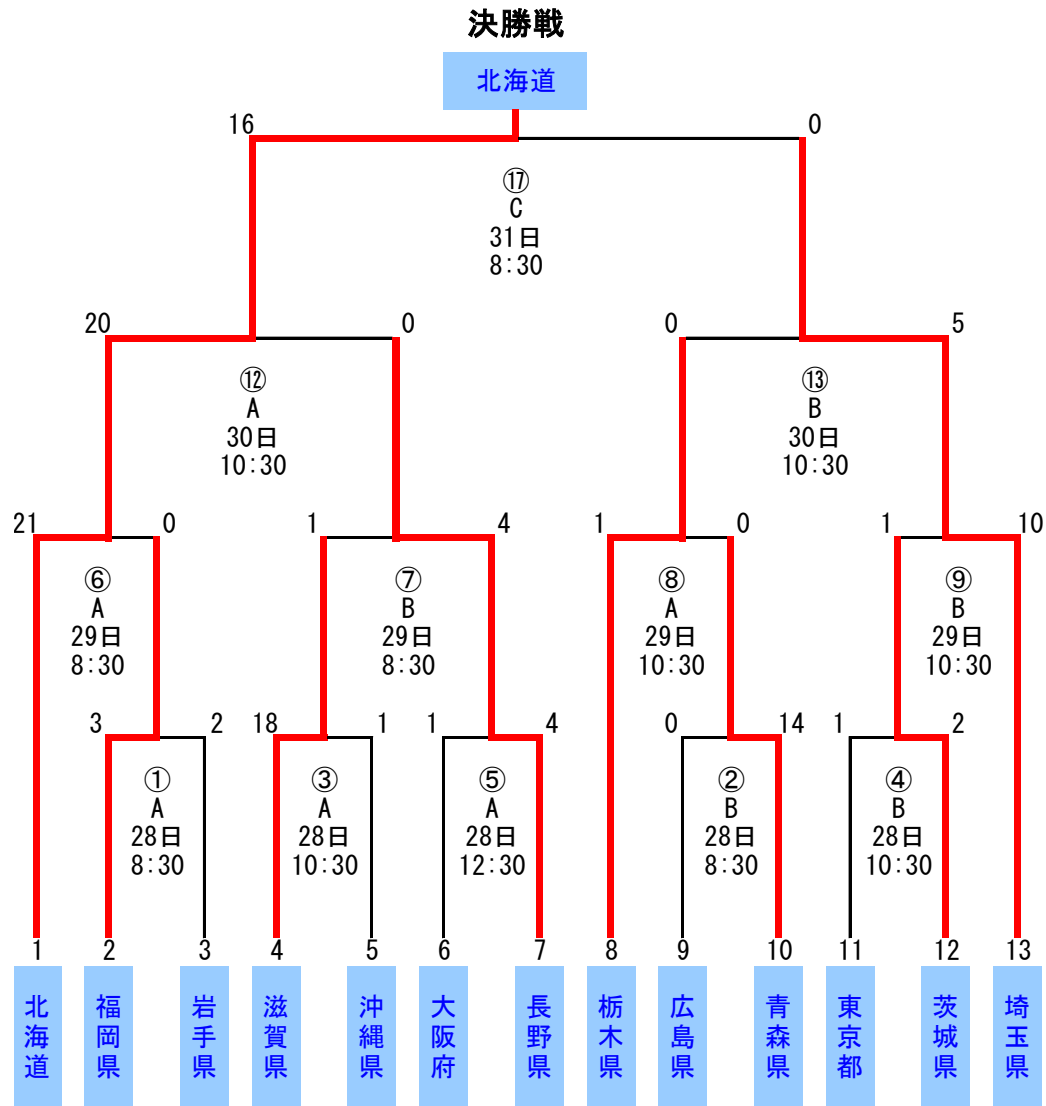 決勝戦
北海道
16 0
⑰
C
31日
8:30
20 0 0 5
⑫ ⑬
A B
30日 30日
10:30 10:30
21 0 1 4 1 0 1 10
⑥ ⑦ ⑧ ⑨
A B A B
29日 29日 29日 29日
8:30 8:30 10:30 10:30
3 2 18 1 1 4 0 14 1 2
① ③ ⑤ ② ④
A A A B B
28日 28日 28日 28日 28日
8:30 10:30 12:30 8:30 10:30
1 2 3 4 5 6 7 8 9 10 11 12 13
北海道
福岡県
岩手県
滋賀県
沖縄県
大阪府
長野県
栃木県
広島県
青森県
東京都
茨城県
埼玉県